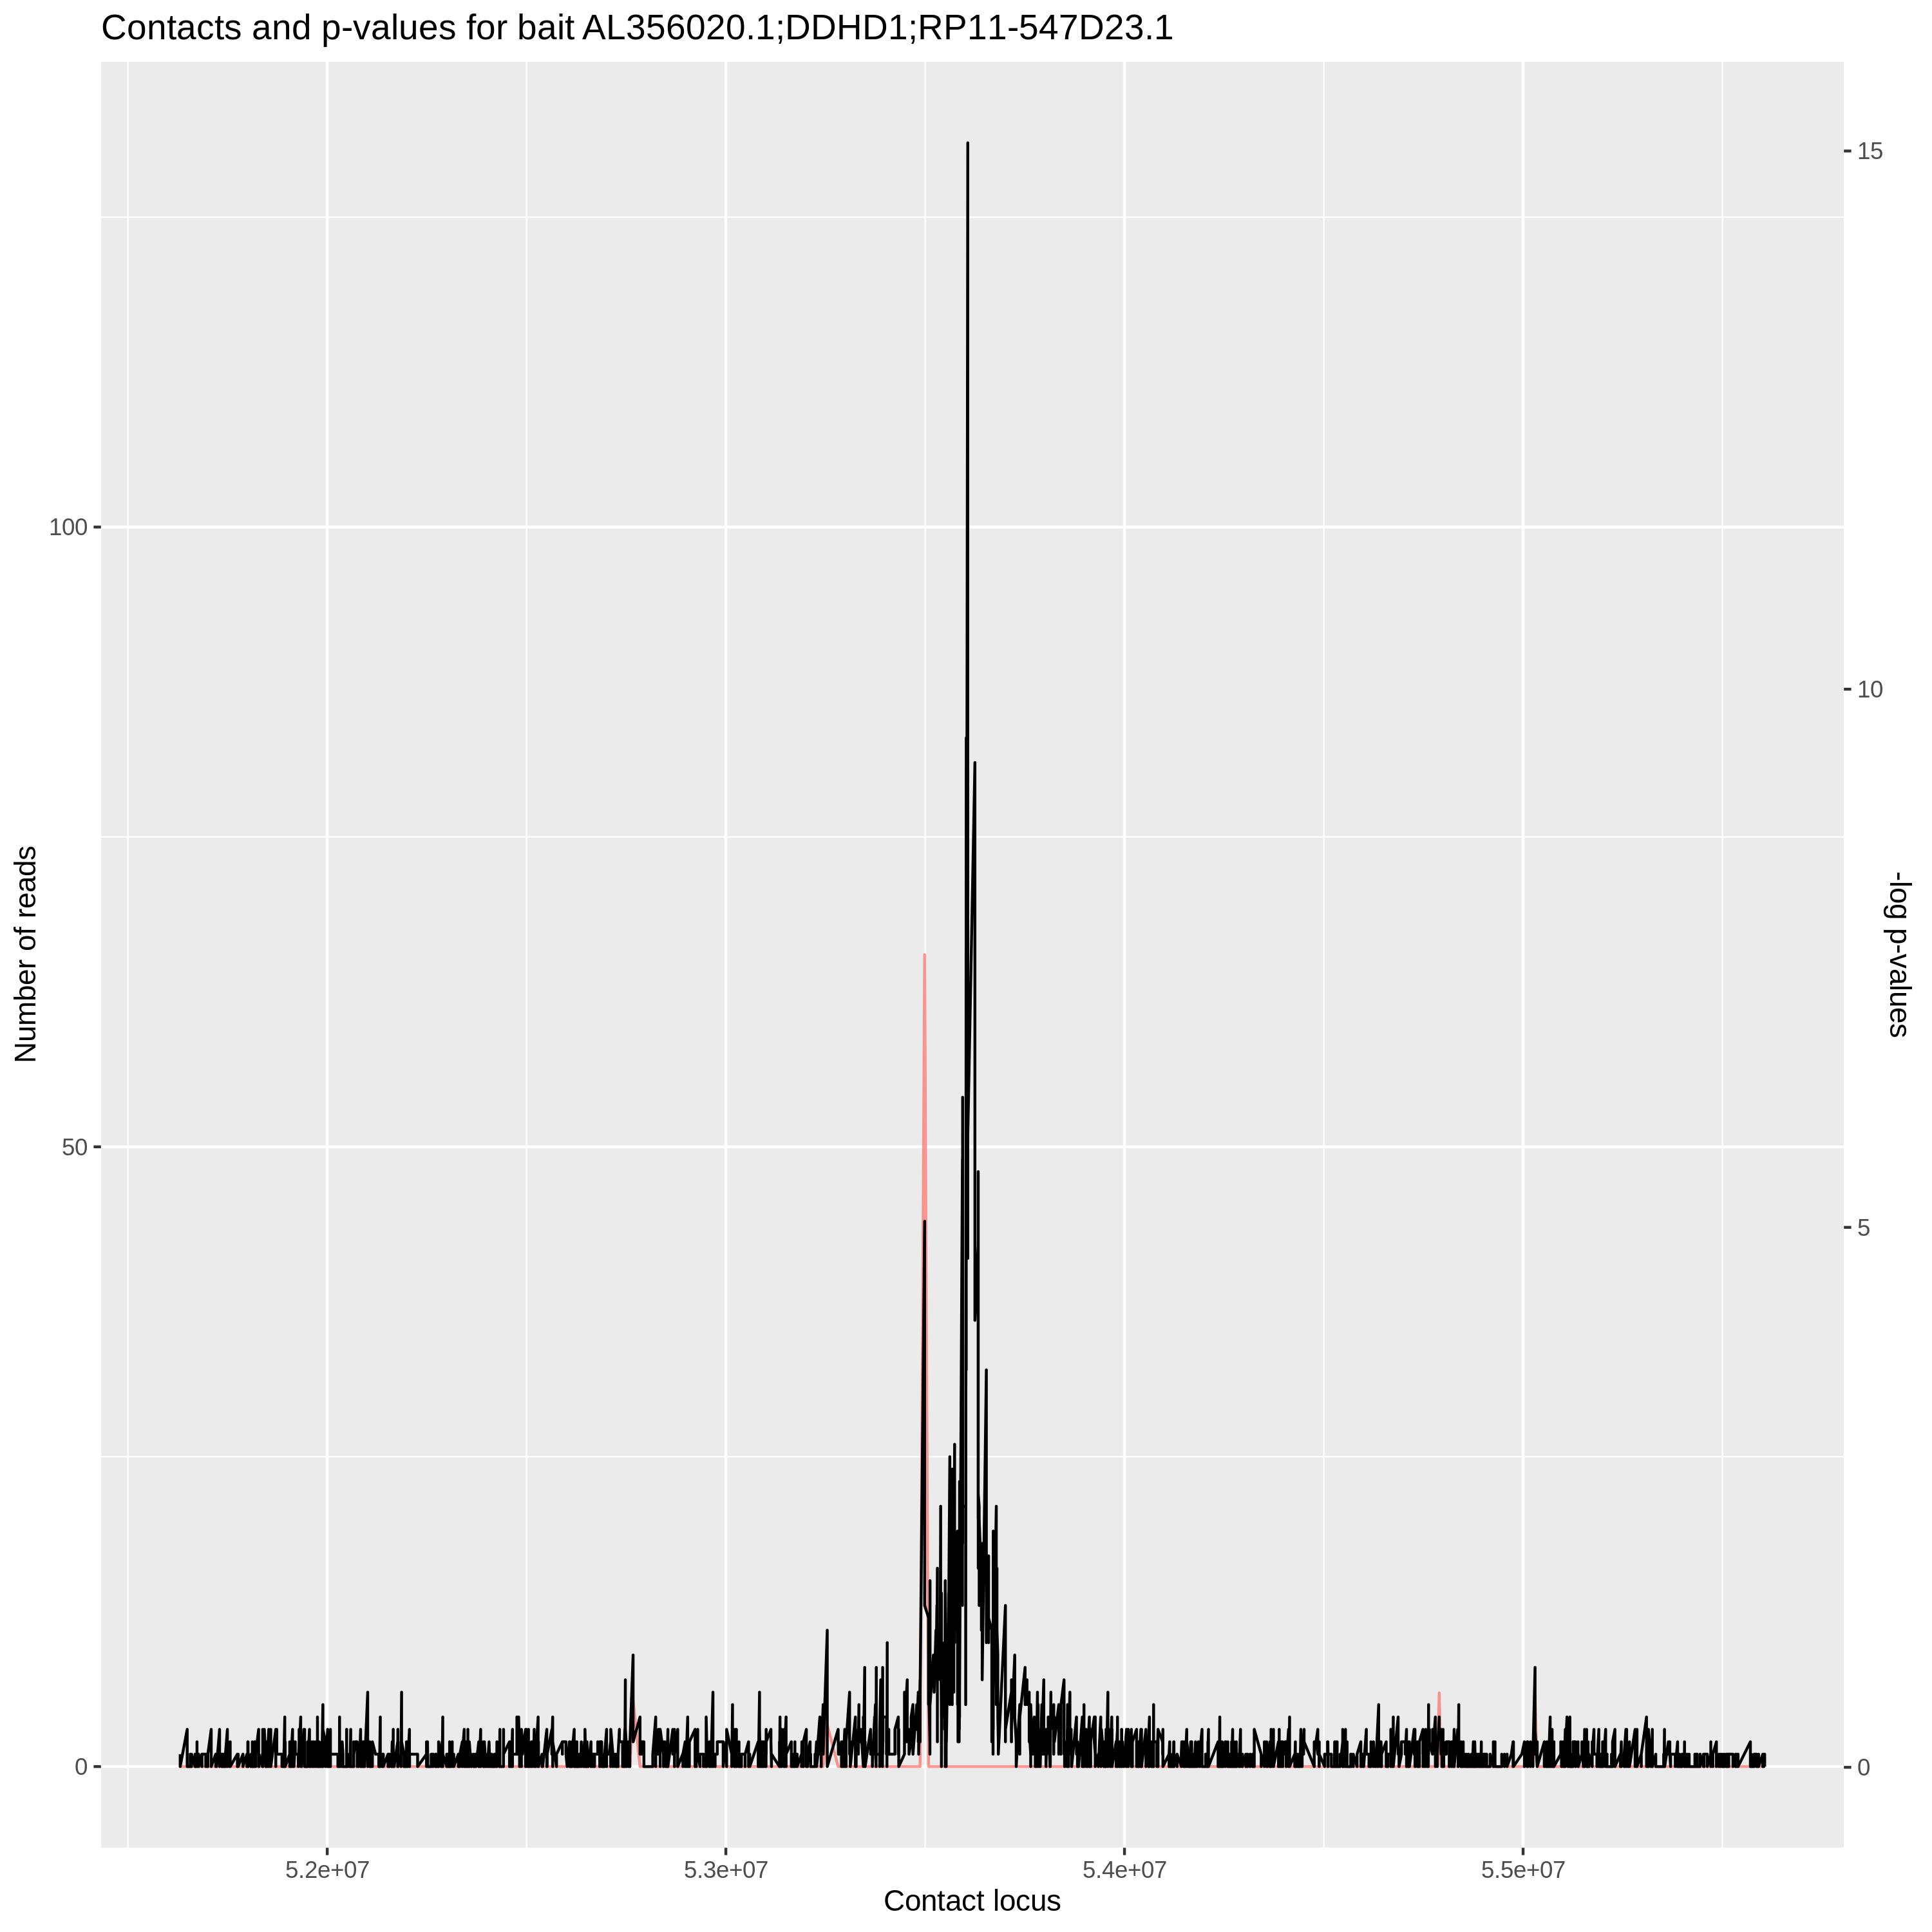 Contacts and p-values for bait AL356020.1;DDHD1;RP11-547D23.1
15
100
10
Number of reads
-log p-values
50
5
0
0
5.2e+07
5.3e+07
5.4e+07
5.5e+07
Contact locus